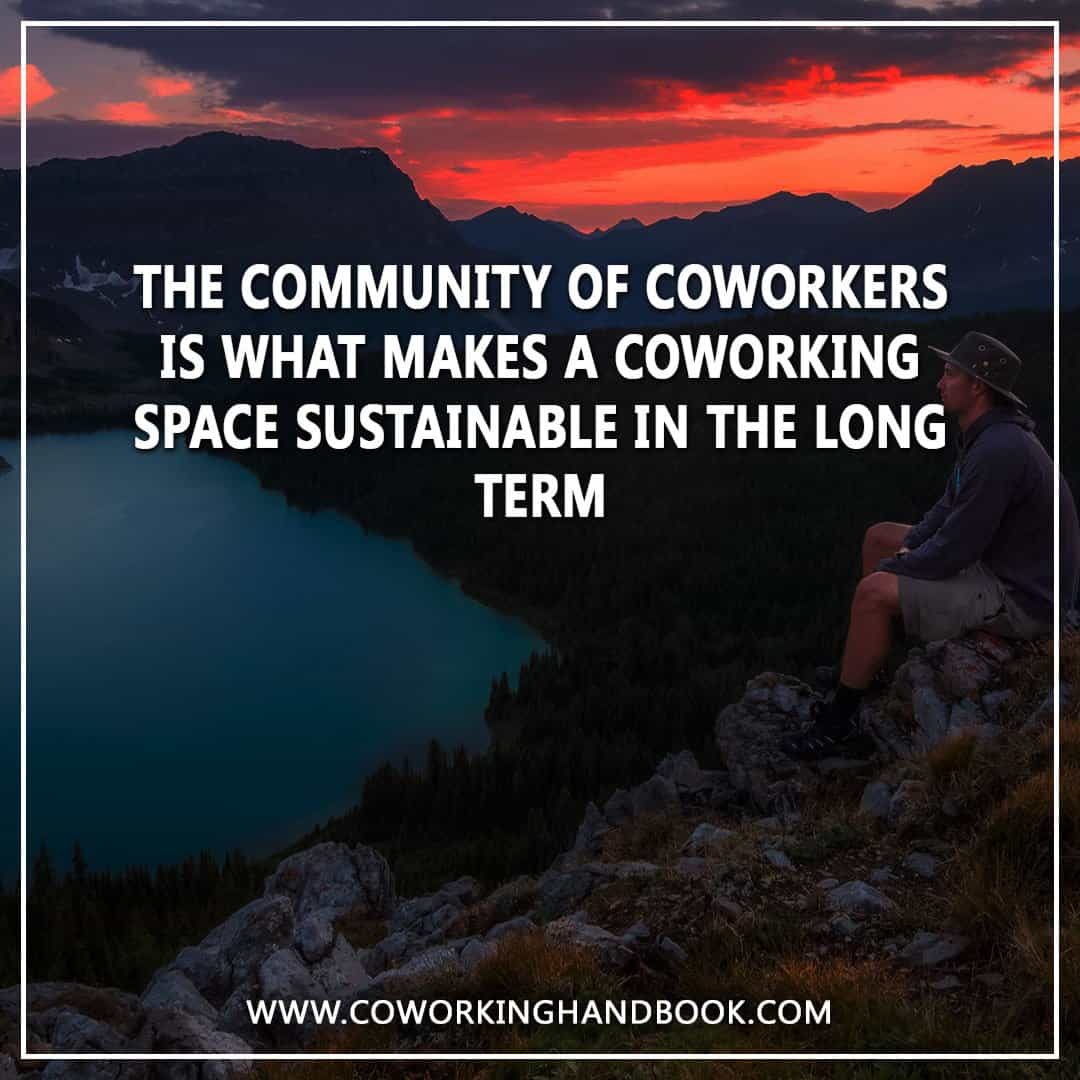 THE COMMUNITY OF COWORKERS
IS WHAT MAKES A COWORKING
SPACE SUSTAINABLE IN THE LONG
TERM
WWW.COWORKINGHANDBOOK.COM